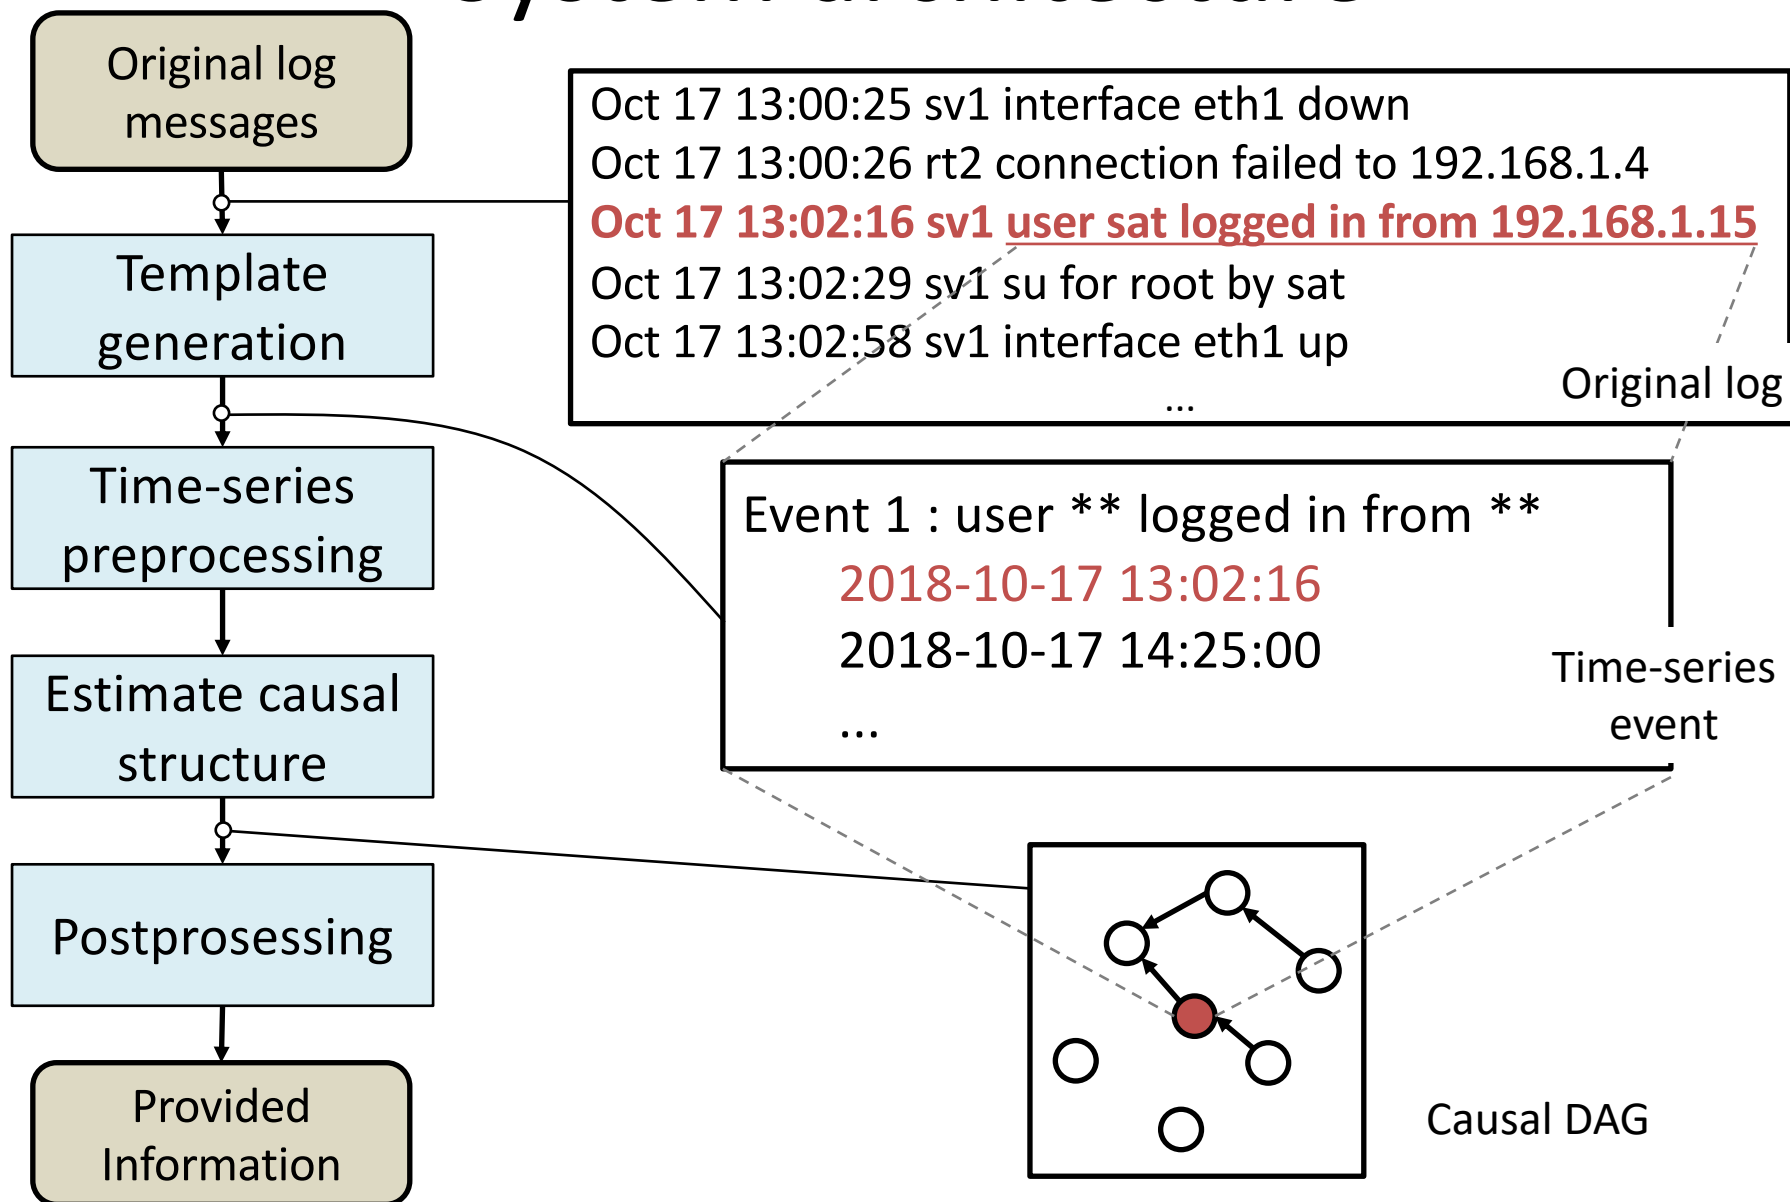 System architecture
Original log
messages
Template
generation
Time-series
preprocessing
Estimate causal
structure
Postprosessing
Provided
Information
Oct 17 13:00:25 sv1 interface eth1 down
Oct 17 13:00:26 rt2 connection failed to 192.168.1.4
Oct 17 13:02:16 sv1 user sat logged in from 192.168.1.15
Oct 17 13:02:29 sv1 su for root by sat
Oct 17 13:02:58 sv1 interface eth1 up
...
Original log
Event 1 : user ** logged in from **
2018-10-17 13:02:16
2018-10-17 14:25:00
...
Time-series
event
Causal DAG